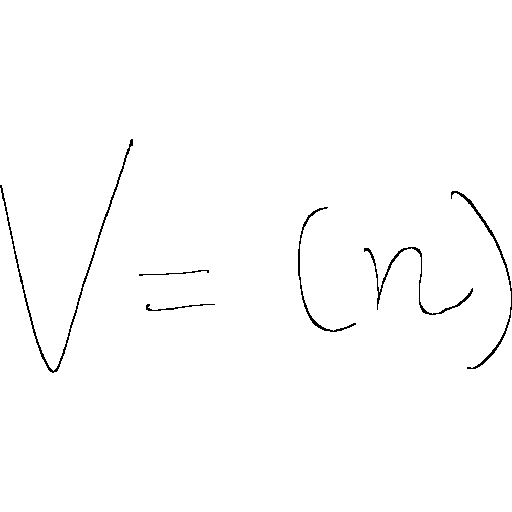 V = (n)